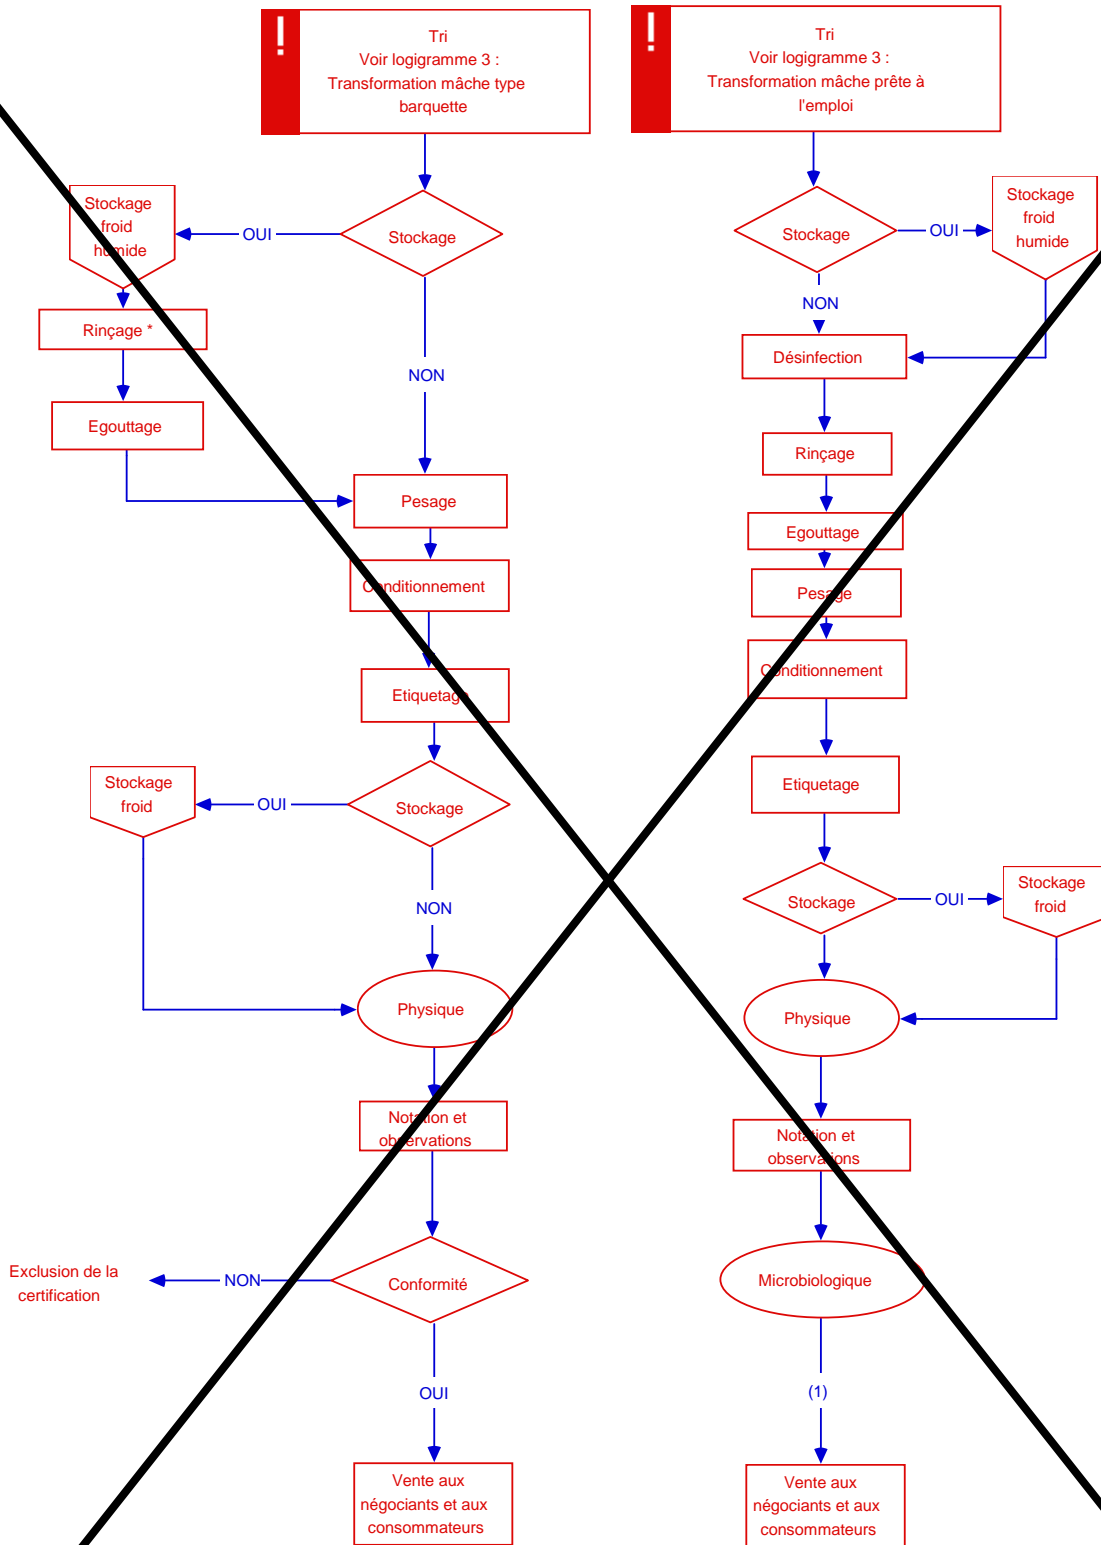 !
Tri
Voir logigramme 3 :
Transformation mâche type
barquette
Stockage
OUI
Stockage
froid
humide
Rinçage *
Egouttage
NON
Pesage
Conditionnement
Etiquetage
Stockage
OUI
Stockage
froid
NON
Physique
Notation et
observations
Conformité
NON
Exclusion de la
certification
OUI
Vente aux
négociants et aux
consommateurs
!
Tri
Voir logigramme 3 :
Transformation mâche prête à
l'emploi
Stockage
OUI
Stockage
froid
humide
NON
Désinfection
Rinçage
Egouttage
Pesage
Conditionnement
Etiquetage
Stockage
OUI
Stockage
froid
Physique
Notation et
observations
Microbiologique
(1)
Vente aux
négociants et aux
consommateurs